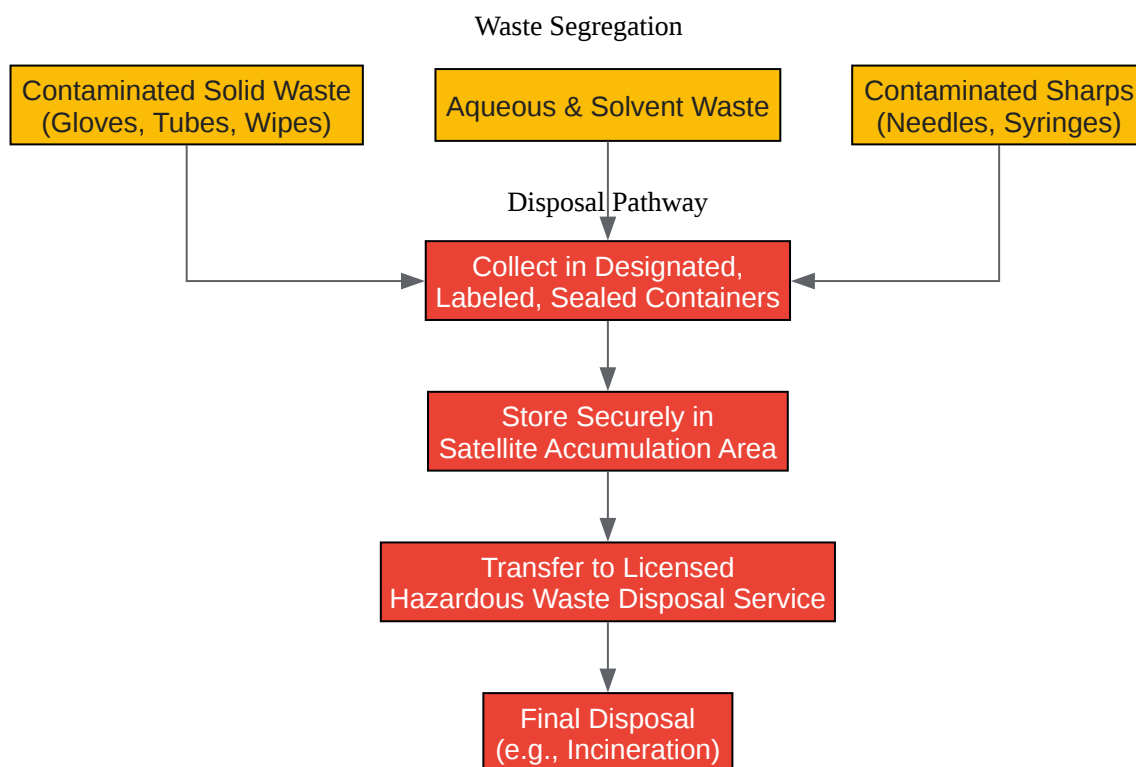 Waste Segregation
Contaminated Solid Waste
(Gloves, Tubes, Wipes)
Aqueous & Solvent Waste
Contaminated Sharps
(Needles, Syringes)
Disposal Pathway
Collect in Designated,
Labeled, Sealed Containers
Store Securely in
Satellite Accumulation Area
Transfer to Licensed
Hazardous Waste Disposal Service
Final Disposal
(e.g., Incineration)